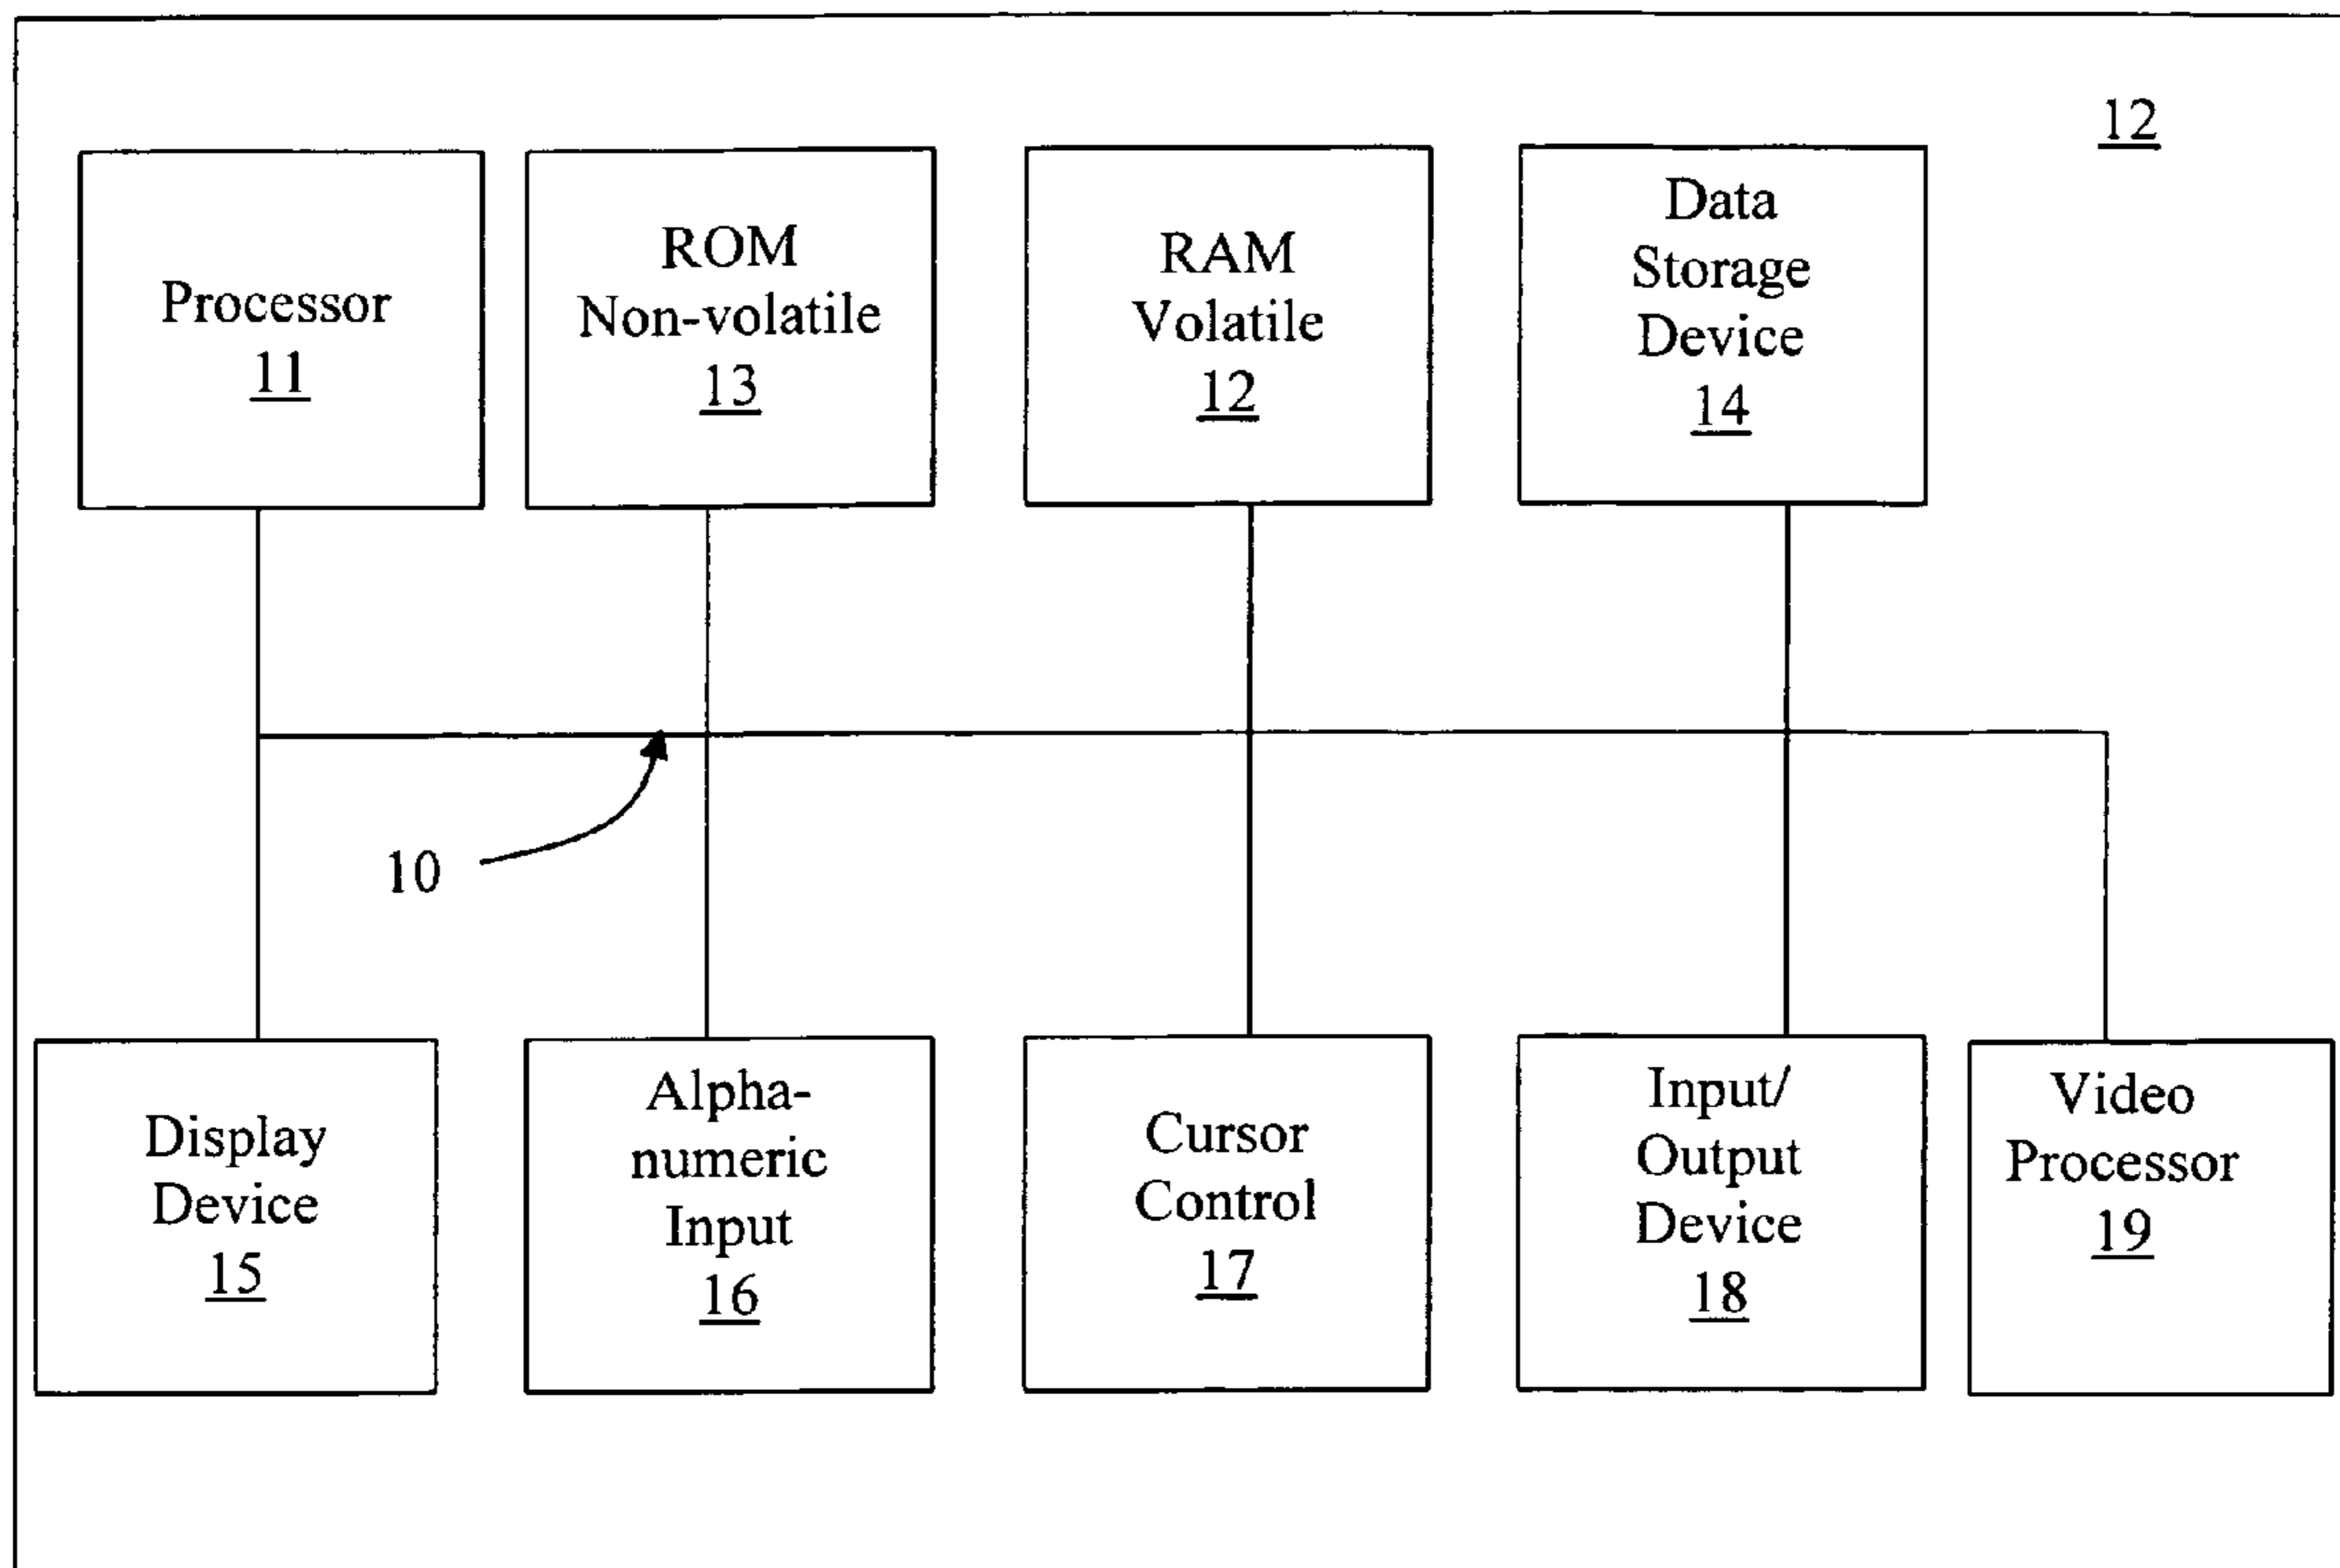 12
Processor
11
ROM
Non-volatile
13
RAM
Volatile
12
Data
Storage
Device
14
10
Display
Device
15
Alpha-
numeric
Input
16
Cursor
Control
17
Input/
Output
Device
18
Video
Processor
19